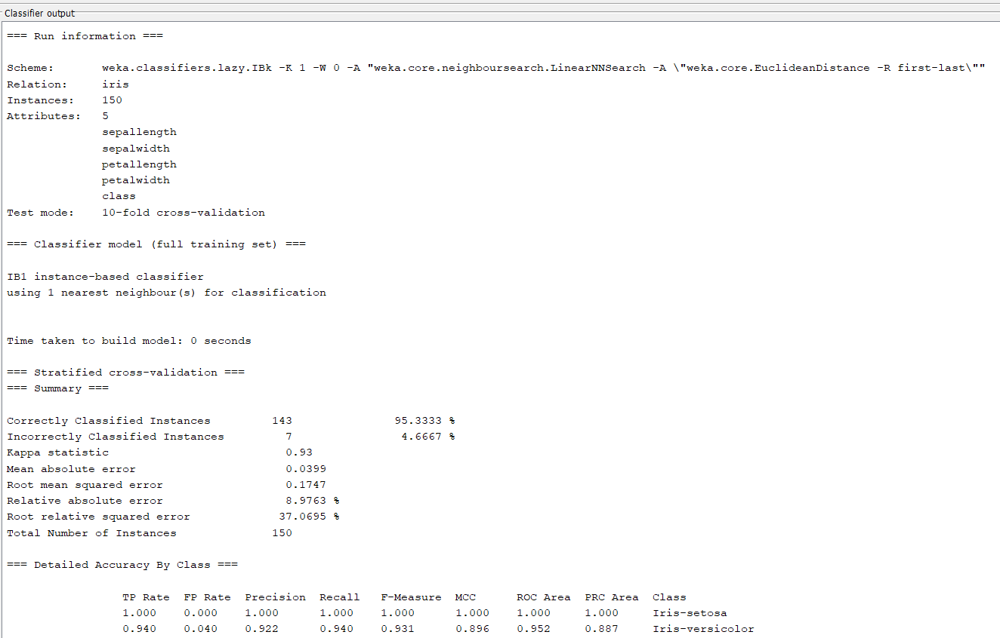 Classifier output
=== Run information ===
Scheme:       weka.classifiers.lazy.IBk -K 1 -W 0 -A "weka.core.neighboursearch.LinearNNSearch -A \"weka.core.EuclideanDistance -R first-last\""
Relation:     iris
Instances:    150
Attributes:   5
              sepallength
              sepalwidth
              petallength
              petalwidth
              class
Test mode:    10-fold cross-validation
=== Classifier model (full training set) ===
IB1 instance-based classifier
using 1 nearest neighbour(s) for classification
Time taken to build model: 0 seconds
=== Stratified cross-validation ===
=== Summary ===
Correctly Classified Instances         143               95.3333 %
Incorrectly Classified Instances         7                4.6667 %
Kappa statistic                          0.93
Mean absolute error                      0.0399
Root mean squared error                  0.1747
Relative absolute error                  8.9763 %
Root relative squared error             37.0695 %
Total Number of Instances              150
=== Detailed Accuracy By Class ===
                 TP Rate  FP Rate  Precision  Recall   F-Measure  MCC      ROC Area  PRC Area  Class
                 1.000    0.000    1.000      1.000    1.000      1.000    1.000     1.000     Iris-setosa
                 0.940    0.040    0.922      0.940    0.931      0.896    0.952     0.887     Iris-versicolor